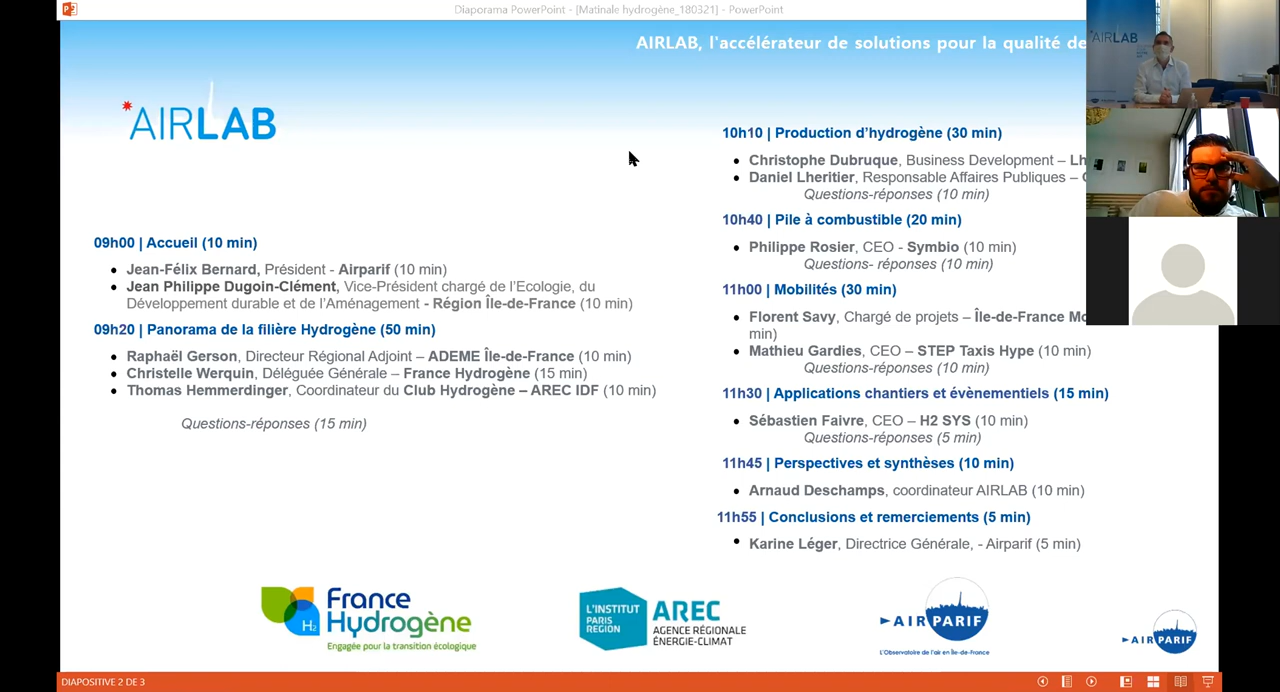 Diaporama PowerPoint - [Matinale hydrogène_180321] - PowerPoint
AIRLAB, l'accélérateur de solutions pour la qualité de
AIRLAB
AIRLAB
09h00 | Accueil (10 min)
Jean-Félix Bernard, Président - Airparif (10 min)
Jean Philippe Dugoin-Clément, Vice-Président chargé de l’Ecologie, du
Développement durable et de l’Aménagement - Région Île-de-France (10 min)
09h20 | Panorama de la filière Hydrogène (50 min)
Raphaël Gerson, Directeur Régional Adjoint – ADEME Île-de-France (10 min)
Christelle Werquin, Déléguée Générale – France Hydrogène (15 min)
Thomas Hemmerdinger, Coordinateur du Club Hydrogène – AREC IDF (10 min)
Questions-réponses (15 min)
10h10 | Production d’hydrogène (30 min)
Christophe Dubruque, Business Development – Lh
Daniel Lheritier, Responsable Affaires Publiques –
Questions-réponses (10 min)
10h40 | Pile à combustible (20 min)
Philippe Rosier, CEO - Symbio (10 min)
Questions- réponses (10 min)
11h00 | Mobilités (30 min)
Florent Savy, Chargé de projets – Île-de-France Mo
min)
Mathieu Gardies, CEO – STEP Taxis Hype (10 min)
Questions-réponses (10 min)
11h30 | Applications chantiers et évènementiels (15 min)
Sébastien Faivre, CEO – H2 SYS (10 min)
Questions-réponses (5 min)
11h45 | Perspectives et synthèses (10 min)
Arnaud Deschamps, coordinateur AIRLAB (10 min)
11h55 | Conclusions et remerciements (5 min)
Karine Léger, Directrice Générale, - Airparif (5 min)
H2
France
Hydrogène
Engagée pour la transition écologique
L'INSTITUT
PARIS
REGION
AREC
AGENCE RÉGIONALE
ÉNERGIE-CLIMAT
AIRPARIF
L'Observatoire de l'air en Île-de-France
AIRPARIF
DIAPOSITIVE 2 DE 3